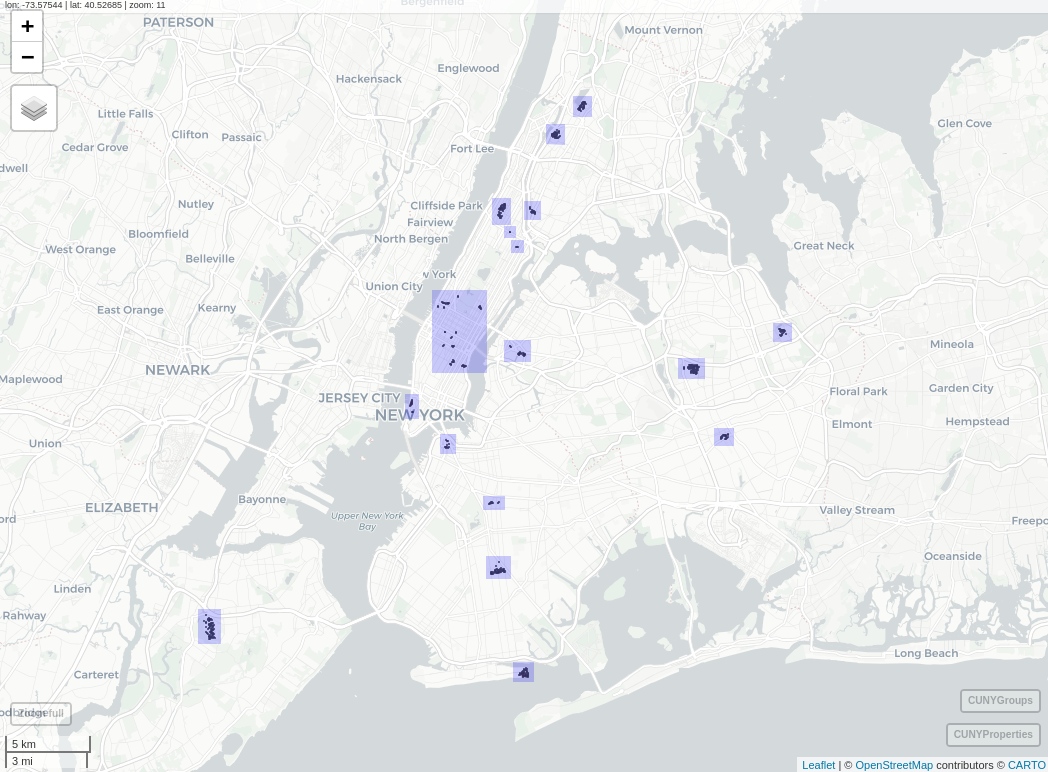 lon: -73.57544 | lat: 40.52685 | zoom: 11
Bergenfield
+
−
PATERSON
Mount Vernon
Hackensack
Englewood
Little Falls
Clifton
Passaic
Cedar Grove
Fort Lee
Glen Cove
dwell
Nutley
Cliffside Park
Fairview
Bloomfield
North Bergen
West Orange
Belleville
Great Neck
w York
Union City
East Orange
Kearny
Mineola
NEWARK
Maplewood
JERSEY CITY
NEW YORK
Floral Park
Garden City
Elmont
Hempstead
Union
ELIZABETH
Bayonne
Upper New York
Bay
Valley Stream
ord
Freepo
Oceanside
Linden
Rahway
Long Beach
Carteret
CUNYGroups
CUNYProperties
5 km
3 mi
Leaflet | © OpenStreetMap contributors © CARTO